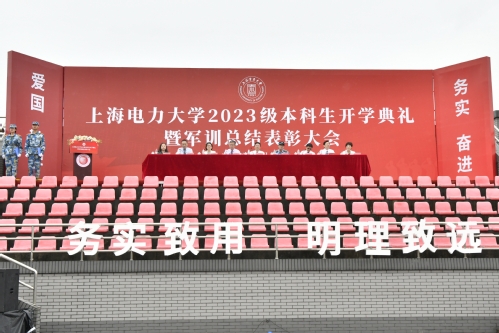 爱国
上海电力大学2023级本科生开学典礼
暨军训总结表彰大会
务实 奋进
务实致用 明理致远